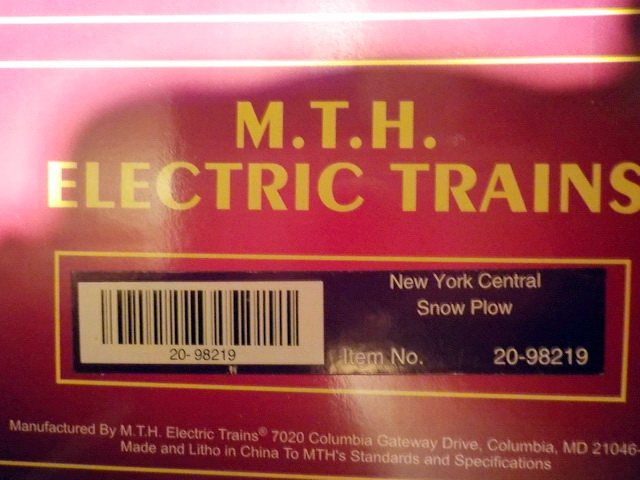 M.T.H.
ELECTRIC TRAINS
New York Central
Snow Plow
20-98219
Item No. 20-98219
Manufactured By M.T.H. Electric Trains® 7020 Columbia Gateway Drive, Columbia, MD 21046-
Made and Litho in China To MTH's Standards and Specifications